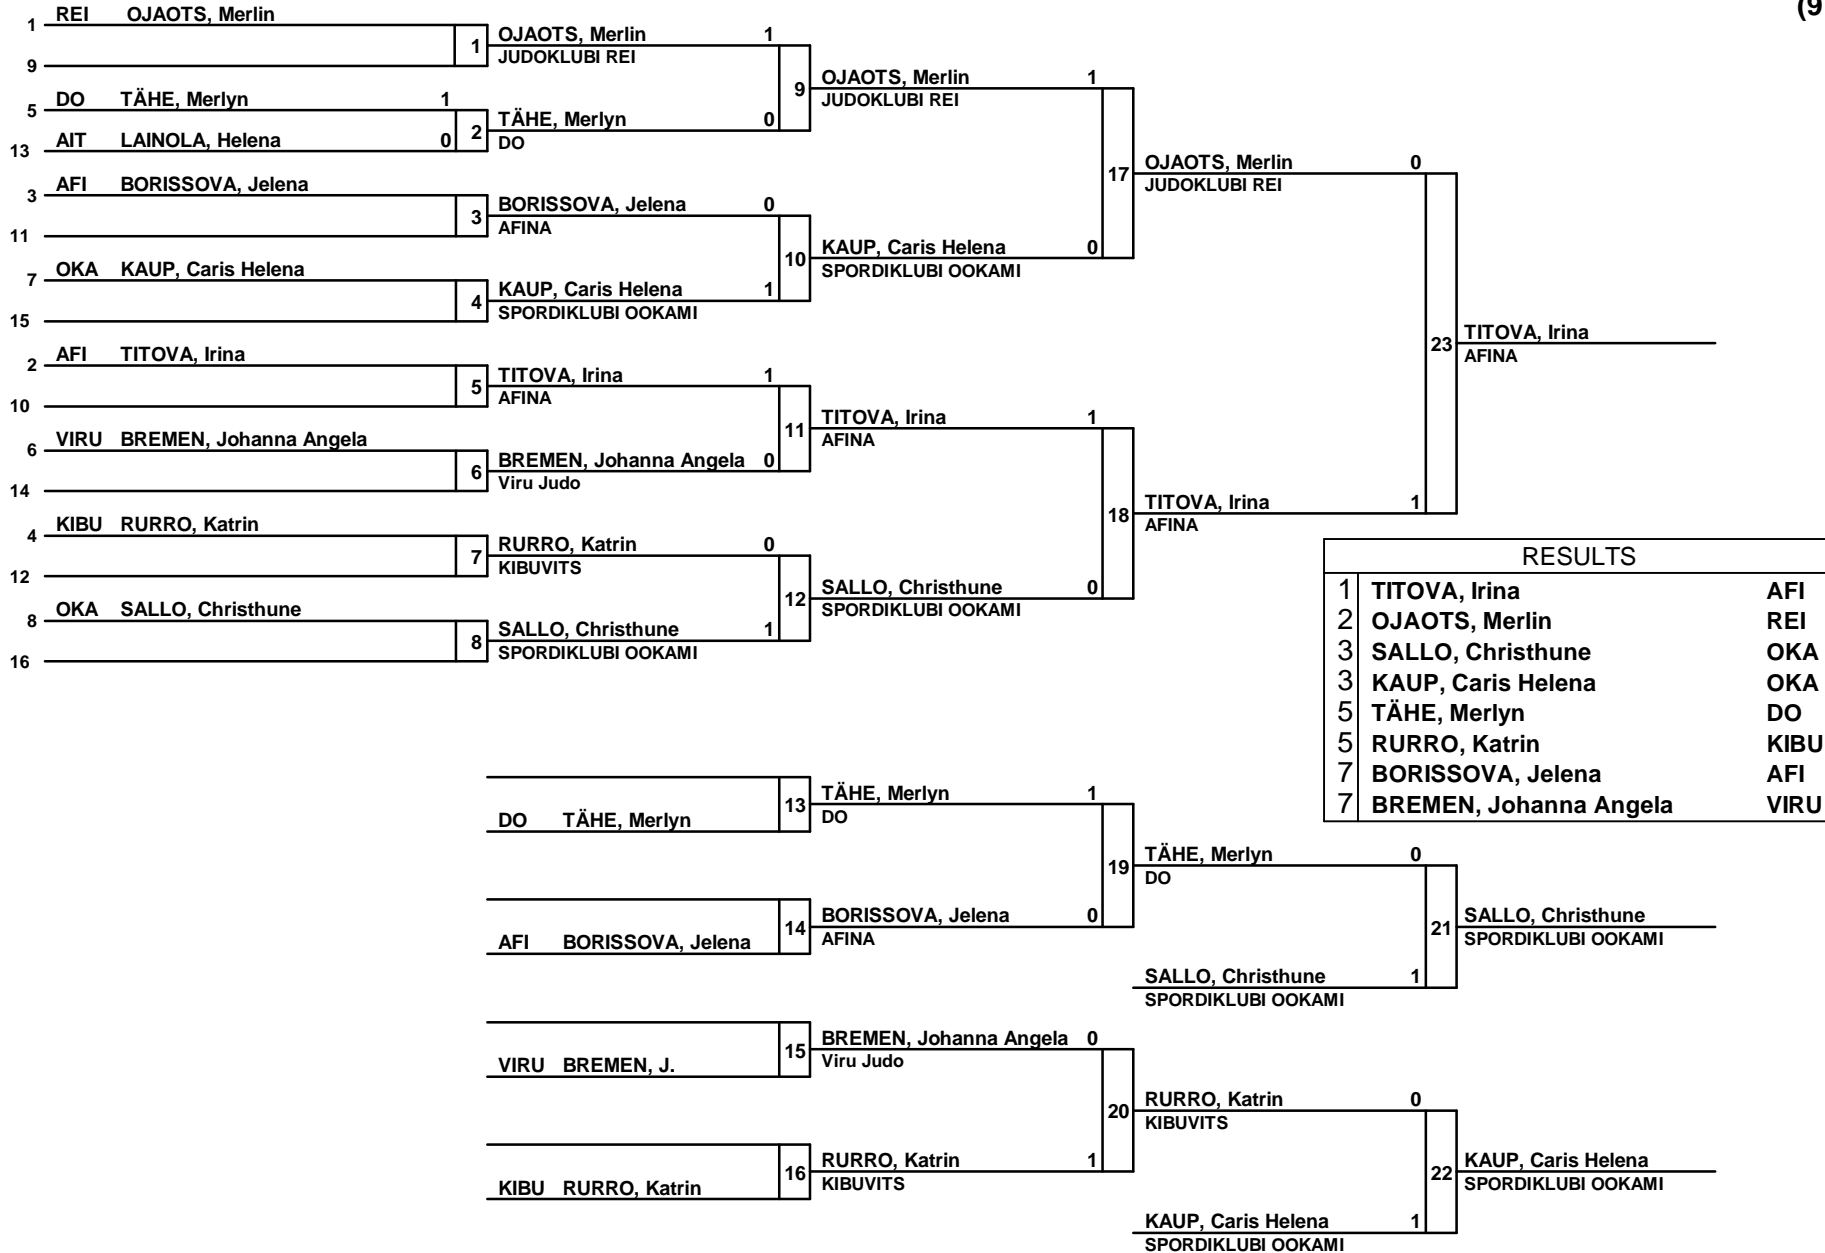 (9
1 REI OJAOTS, Merlin
1 OJAOTS, Merlin 1
JUDOKLUBI REI
9
9 OJAOTS, Merlin 1
JUDOKLUBI REI
5 DO TÄHE, Merlyn 1
2 TÄHE, Merlyn 0
DO
13 AIT LAINOLA, Helena 0
17 OJAOTS, Merlin 0
JUDOKLUBI REI
3 AFI BORISSOVA, Jelena
3 BORISSOVA, Jelena 0
AFINA
11
10 KAUP, Caris Helena 0
SPORDIKLUBI OOKAMI
7 OKA KAUP, Caris Helena
4 KAUP, Caris Helena 1
SPORDIKLUBI OOKAMI
15
23 TITOVA, Irina
AFINA
2 AFI TITOVA, Irina
5 TITOVA, Irina 1
AFINA
10
11 TITOVA, Irina 1
AFINA
6 VIRU BREMEN, Johanna Angela
6 BREMEN, Johanna Angela 0
Viru Judo
14
18 TITOVA, Irina 1
AFINA
4 KIBU RURRO, Katrin
7 RURRO, Katrin 0
KIBUVITS
12
12 SALLO, Christhune 0
SPORDIKLUBI OOKAMI
8 OKA SALLO, Christhune
8 SALLO, Christhune 1
SPORDIKLUBI OOKAMI
16
RESULTS
1 TITOVA, Irina AFI
2 OJAOTS, Merlin REI
3 SALLO, Christhune OKA
3 KAUP, Caris Helena OKA
5 TÄHE, Merlyn DO
5 RURRO, Katrin KIBU
7 BORISSOVA, Jelena AFI
7 BREMEN, Johanna Angela VIRU
13 TÄHE, Merlyn 1
DO
DO TÄHE, Merlyn
19 TÄHE, Merlyn 0
DO
14 BORISSOVA, Jelena 0
AFINA
AFI BORISSOVA, Jelena
21 SALLO, Christhune
SPORDIKLUBI OOKAMI
SALLO, Christhune 1
SPORDIKLUBI OOKAMI
15 BREMEN, Johanna Angela 0
Viru Judo
VIRU BREMEN, J.
20 RURRO, Katrin 0
KIBUVITS
16 RURRO, Katrin 1
KIBUVITS
KIBU RURRO, Katrin
22 KAUP, Caris Helena
SPORDIKLUBI OOKAMI
KAUP, Caris Helena 1
SPORDIKLUBI OOKAMI